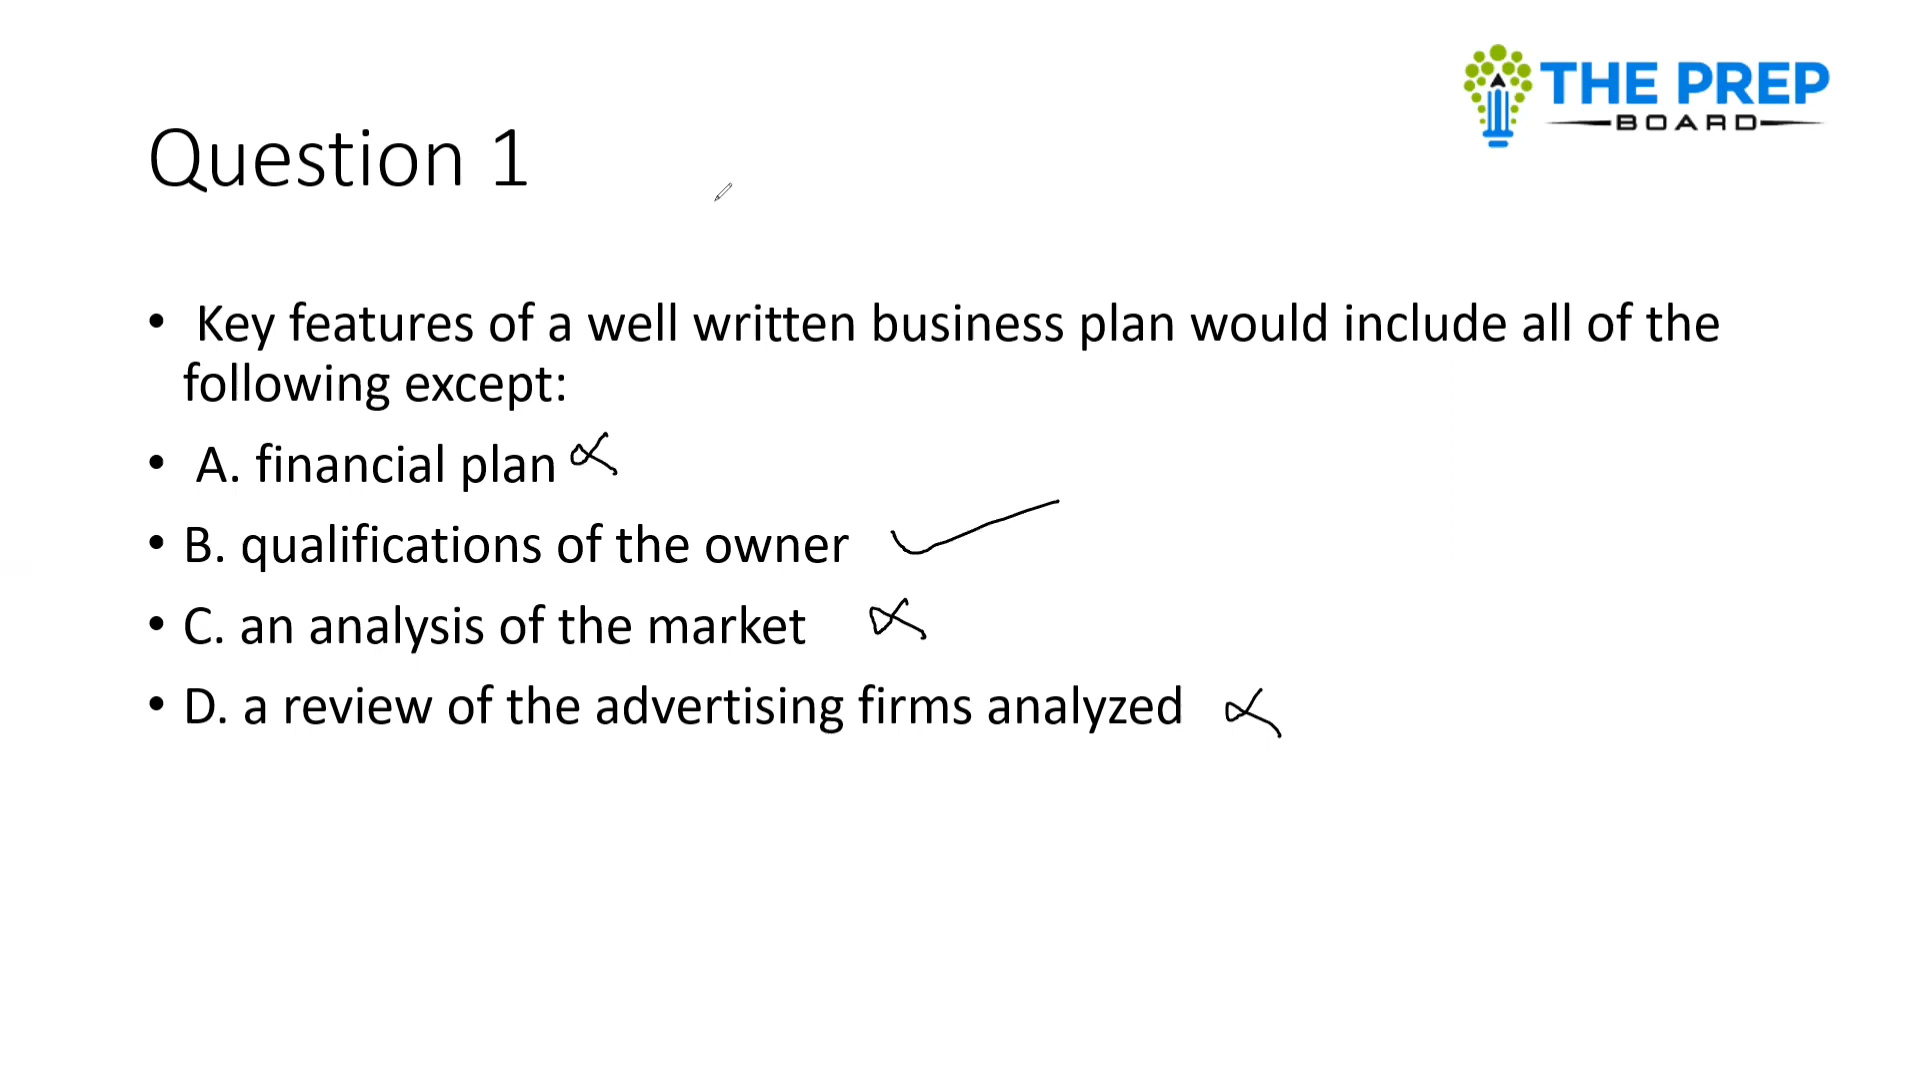 THE PREP
BOARD
Question 1
• Key features of a well written business plan would include all of the
following except:
• A. financial plan
• B. qualifications of the owner
• C. an analysis of the market
• D. a review of the advertising firms analyzed